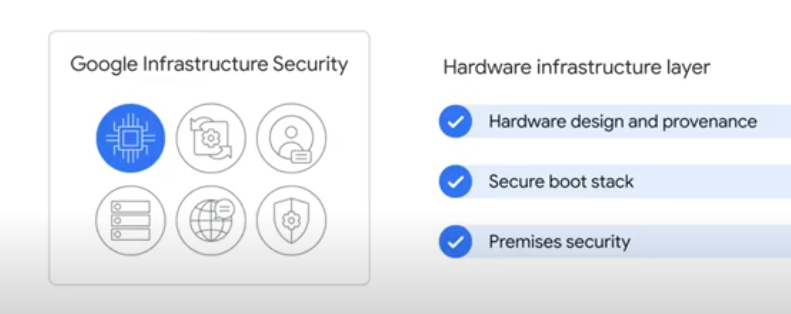 Google Infrastructure Security
Hardware infrastructure layer
Hardware design and provenance
Secure boot stack
Premises security